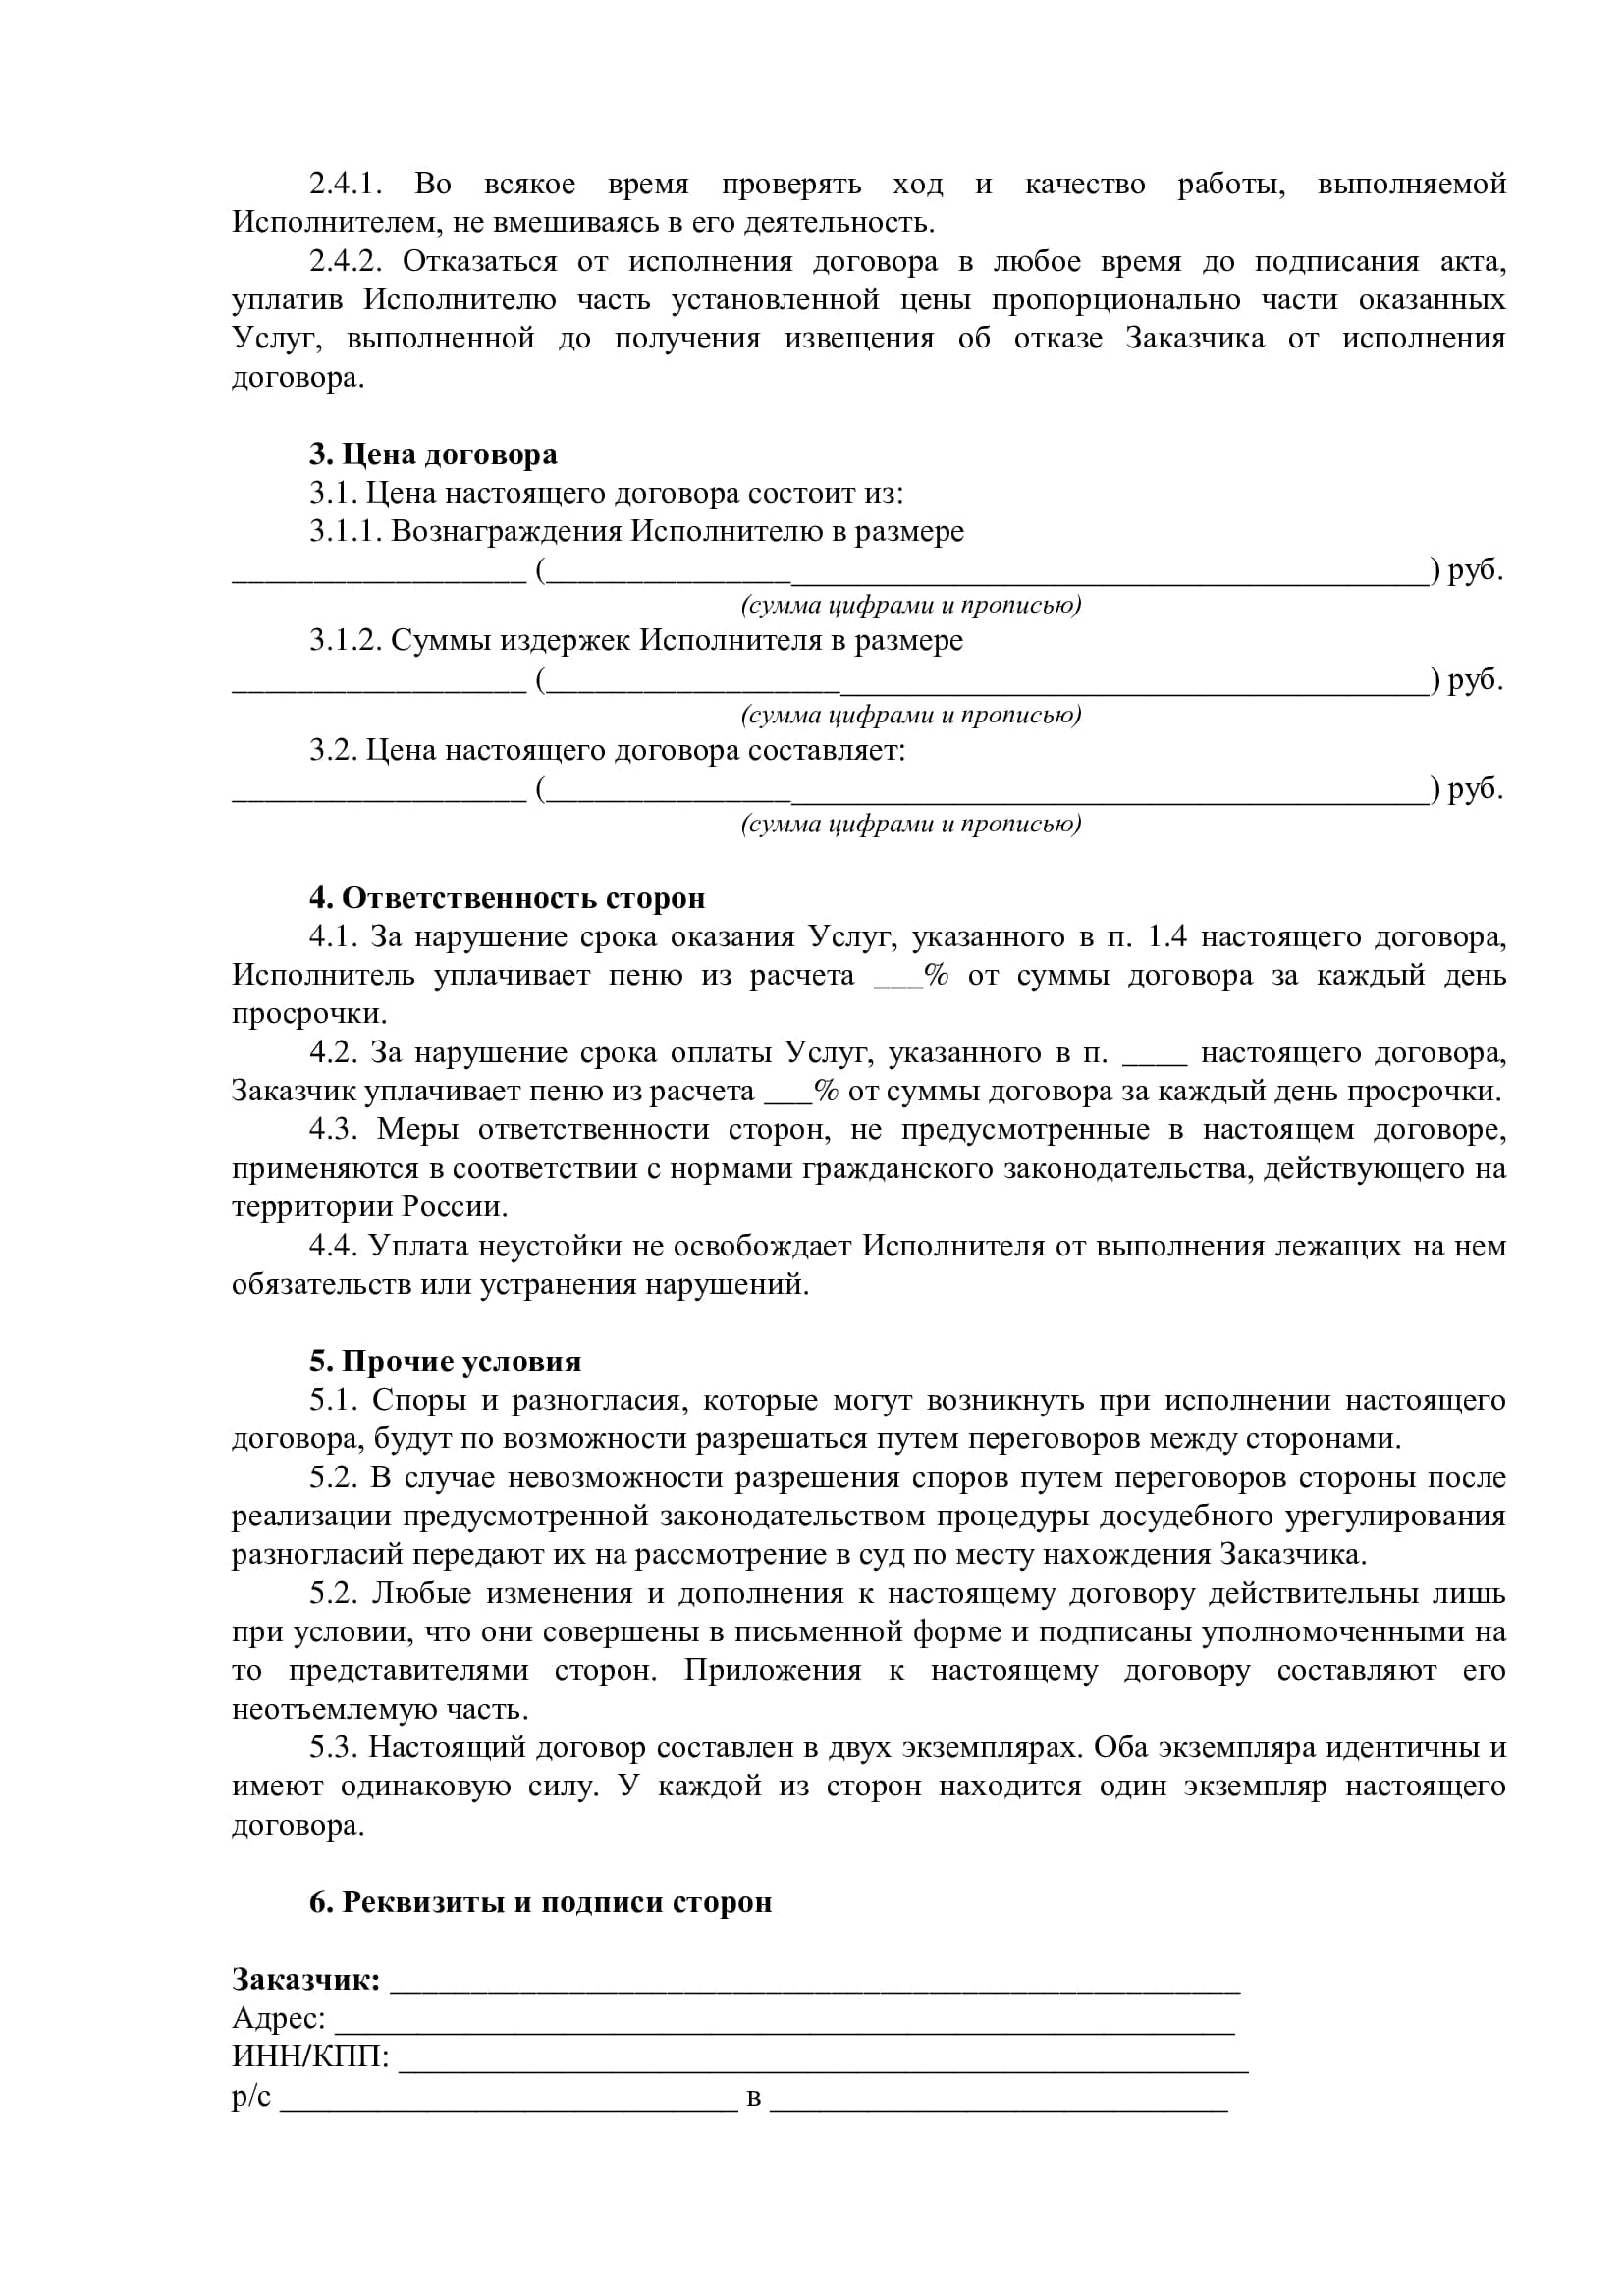 2.4.1. Во всякое время проверять ход и качество работы, выполняемой
Исполнителем, не вмешиваясь в его деятельность.
2.4.2. Отказаться от исполнения договора в любое время до подписания акта,
уплатив Исполнителю часть установленной цены пропорционально части оказанных
Услуг, выполненной до получения извещения об отказе Заказчика от исполнения
договора.
3. Цена договора
3.1. Цена настоящего договора состоит из:
3.1.1. Вознаграждения Исполнителю в размере
__________________ (______________________________________________________) руб.
(сумма цифрами и прописью)
3.1.2. Суммы издержек Исполнителя в размере
__________________ (______________________________________________________) руб.
(сумма цифрами и прописью)
3.2. Цена настоящего договора составляет:
__________________ (______________________________________________________) руб.
(сумма цифрами и прописью)
4. Ответственность сторон
4.1. За нарушение срока оказания Услуг, указанного в п. 1.4 настоящего договора,
Исполнитель уплачивает пеню из расчета ___% от суммы договора за каждый день
просрочки.
4.2. За нарушение срока оплаты Услуг, указанного в п. ____ настоящего договора,
Заказчик уплачивает пеню из расчета ___% от суммы договора за каждый день просрочки.
4.3. Меры ответственности сторон, не предусмотренные в настоящем договоре,
применяются в соответствии с нормами гражданского законодательства, действующего на
территории России.
4.4. Уплата неустойки не освобождает Исполнителя от выполнения лежащих на нем
обязательств или устранения нарушений.
5. Прочие условия
5.1. Споры и разногласия, которые могут возникнуть при исполнении настоящего
договора, будут по возможности разрешаться путем переговоров между сторонами.
5.2. В случае невозможности разрешения споров путем переговоров стороны после
реализации предусмотренной законодательством процедуры досудебного урегулирования
разногласий передают их на рассмотрение в суд по месту нахождения Заказчика.
5.2. Любые изменения и дополнения к настоящему договору действительны лишь
при условии, что они совершены в письменной форме и подписаны уполномоченными на
то представителями сторон. Приложения к настоящему договору составляют его
неотъемлемую часть.
5.3. Настоящий договор составлен в двух экземплярах. Оба экземпляра идентичны и
имеют одинаковую силу. У каждой из сторон находится один экземпляр настоящего
договора.
6. Реквизиты и подписи сторон
Заказчик: ____________________________________________________
Адрес: _______________________________________________________
ИНН/КПП: ____________________________________________________
р/с ____________________________ в ____________________________